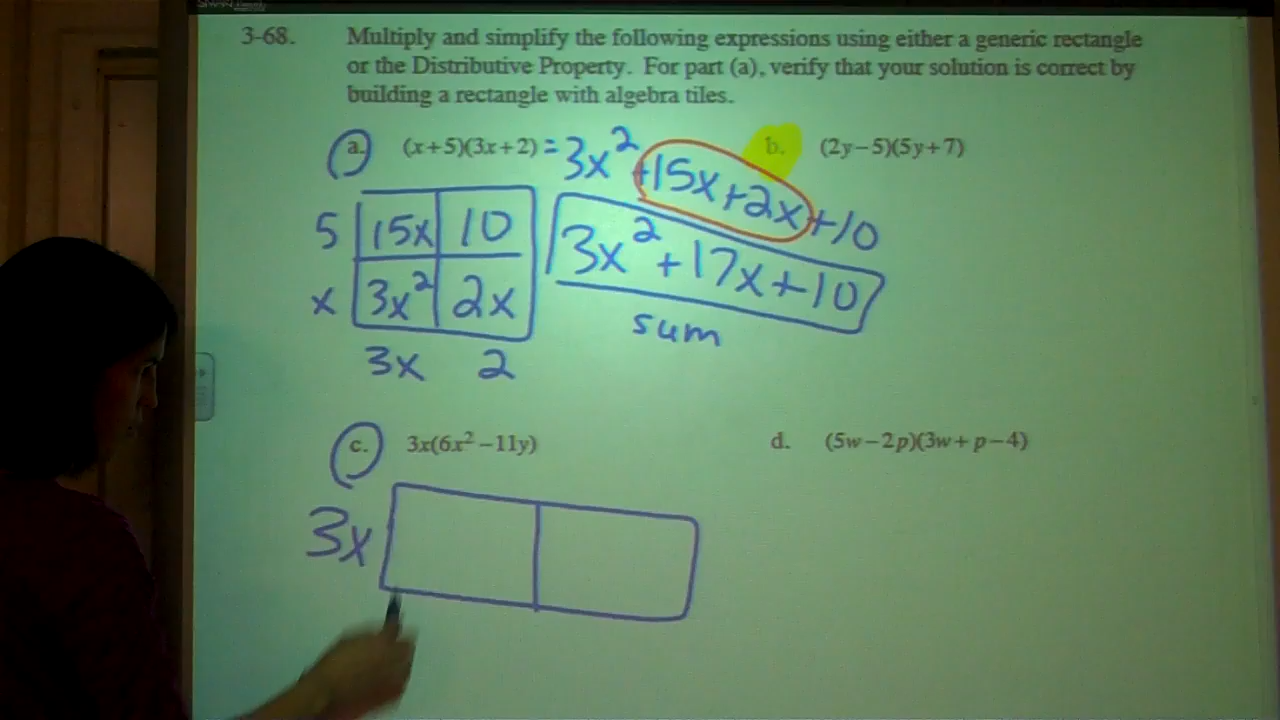 3-68. Multiply and simplify the following expressions using either a generic rectangle
or the Distributive Property. For part (a), verify that your solution is correct by
building a rectangle with algebra tiles.
a. (x+5)(3x+2) = 3x² + 15x + 2x + 10
b. (2y−5)(5y+7)
5 15x 10
3x² + 17x + 10
x 3x² 2x
sum
3x 2
c. 3x(6x²−11y)
d. (5w−2p)(3w+p−4)
3x